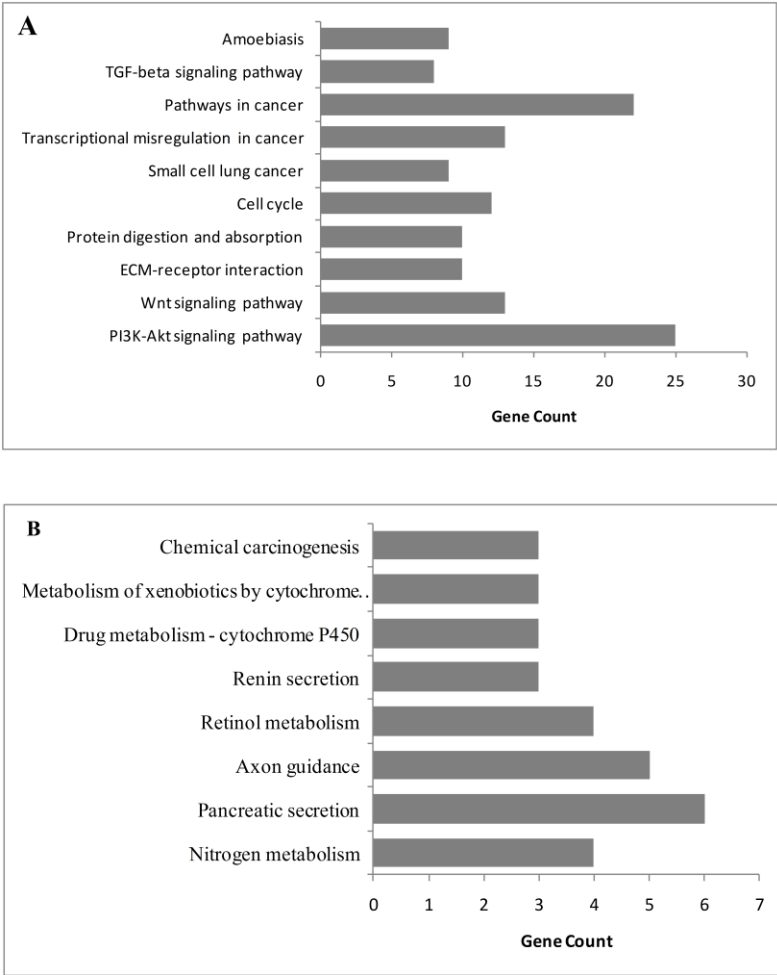 A
Amoebiasis
TGF-beta signaling pathway
Pathways in cancer
Transcriptional misregulation in cancer
Small cell lung cancer
Cell cycle
Protein digestion and absorption
ECM-receptor interaction
Wnt signaling pathway
PI3K-Akt signaling pathway
0 5 10 15 20 25 30
Gene Count
B
Chemical carcinogenesis
Metabolism of xenobiotics by cytochrome..
Drug metabolism - cytochrome P450
Renin secretion
Retinol metabolism
Axon guidance
Pancreatic secretion
Nitrogen metabolism
0 1 2 3 4 5 6 7
Gene Count